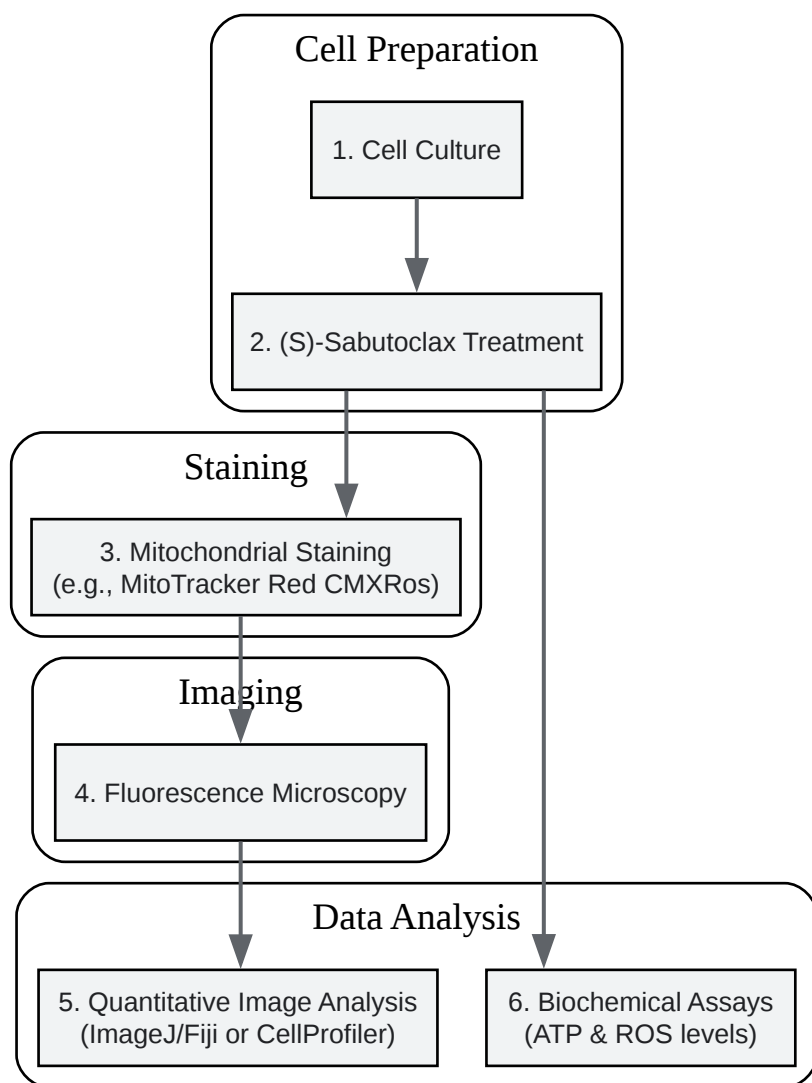 Cell Preparation
1. Cell Culture
2. (S)-Sabutoclax Treatment
Staining
3. Mitochondrial Staining
(e.g., MitoTracker Red CMXRos)
Imaging
4. Fluorescence Microscopy
Data Analysis
5. Quantitative Image Analysis
(ImageJ/Fiji or CellProfiler)
6. Biochemical Assays
(ATP & ROS levels)